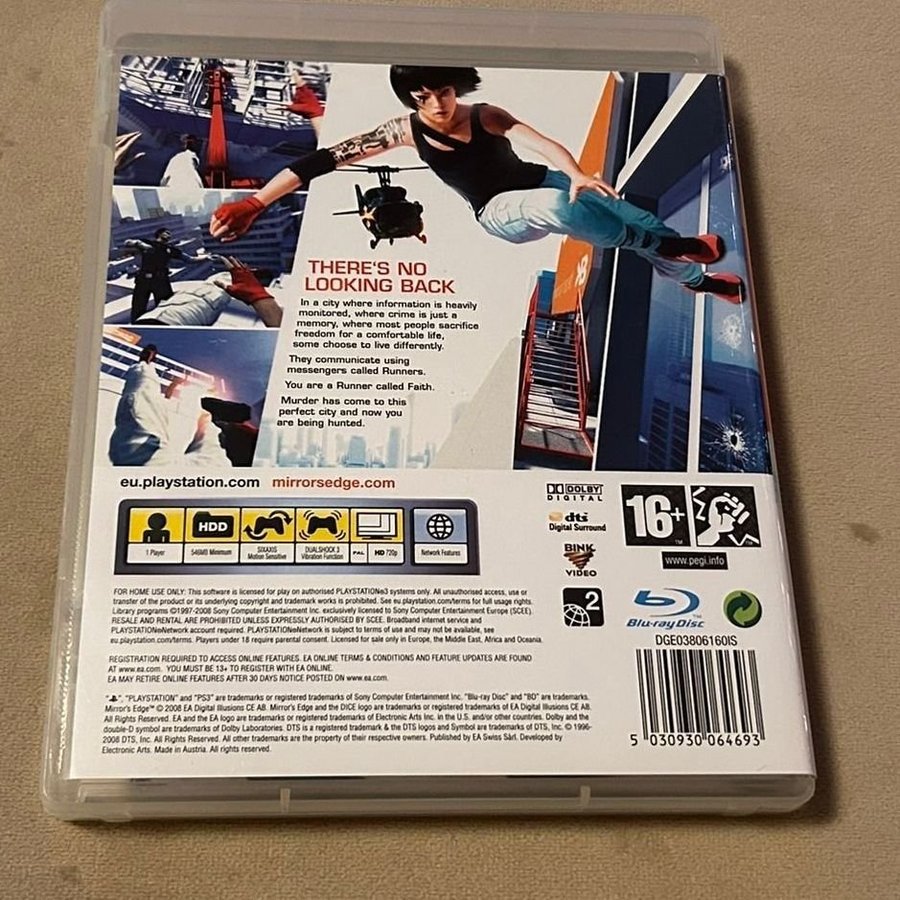 THERE'S NO
LOOKING BACK
In a city where information is heavily
monitored, where crime is just a
memory, where most people sacrifice
freedom for a comfortable life,
some choose to live differently.
They communicate using
messengers called Runners.
You are a Runner called Faith.
Murder has come to this
perfect city and now you
are being hunted.
eu.playstation.com mirrorsedge.com
1 Player
HDD
546MB Minimum
SIXAXIS
Motion Sensitive
DUALSHOCK 3
Vibration Function
PAL
HD 720p
Network Features
DOLBY
DIGITAL
dts
Digital Surround
BINK
VIDEO
16+
™
www.pegi.info
2
Blu-ray Disc
DGE03806160IS
FOR HOME USE ONLY: This software is licensed for play on authorised PLAYSTATION®3 systems only. All unauthorised access, use or
transfer of the product or its underlying copyright and trademark works is prohibited. See eu.playstation.com/terms for full usage rights.
Library programs ©1997-2008 Sony Computer Entertainment Inc. exclusively licensed to Sony Computer Entertainment Europe (SCEE).
RESALE AND RENTAL ARE PROHIBITED UNLESS EXPRESSLY AUTHORISED BY SCEE. Broadband internet service and
PLAYSTATION®Network account required. PLAYSTATION®Network is subject to terms of use and may not be available, see
eu.playstation.com/terms. Players under 18 require parental consent. Licensed for sale only in Europe, the Middle East, Africa and Oceania.
REGISTRATION REQUIRED TO ACCESS ONLINE FEATURES. EA ONLINE TERMS & CONDITIONS AND FEATURE UPDATES ARE FOUND
AT www.ea.com. YOU MUST BE 13+ TO REGISTER WITH EA ONLINE.
EA MAY RETIRE ONLINE FEATURES AFTER 30 DAYS NOTICE POSTED ON www.ea.com.
"", "PLAYSTATION" and "PS3" are trademarks or registered trademarks of Sony Computer Entertainment Inc. "Blu-ray Disc" and "BD" are trademarks.
Mirror's Edge™ © 2008 EA Digital Illusions CE AB. Mirror's Edge and the DICE logo are trademarks or registered trademarks of EA Digital Illusions CE AB.
All Rights Reserved. EA and the EA logo are trademarks or registered trademarks of Electronic Arts Inc. in the U.S. and/or other countries. Dolby and the
double-D symbol are trademarks of Dolby Laboratories. DTS is a registered trademark & the DTS logos and Symbol are trademarks of DTS, Inc. © 1996-
2008 DTS, Inc. All Rights Reserved. All other trademarks are the property of their respective owners. Published by EA Swiss Sàrl. Developed by
Electronic Arts. Made in Austria. All rights reserved.
5 030930 064693